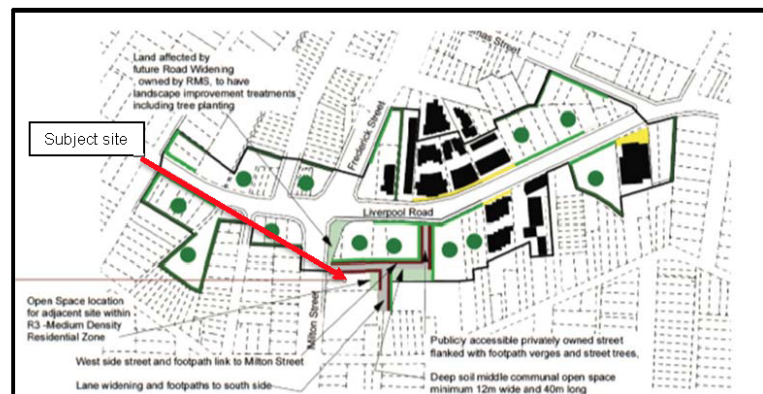 Land affected by
future Road Widening
owned by RMS, to have
landscape improvement treatments
including tree planting
Subject site
Frederick Street
Liverpool Road
Milton Street
Open Space location
for adjacent site within
R3 -Medium Density
Residential Zone
West side street and footpath link to Milton Street
Lane widening and footpaths to south side
Publicly accessible privately owned street
flanked with footpath verges and street trees,
Deep soil middle communal open space
minimum 12m wide and 40m long